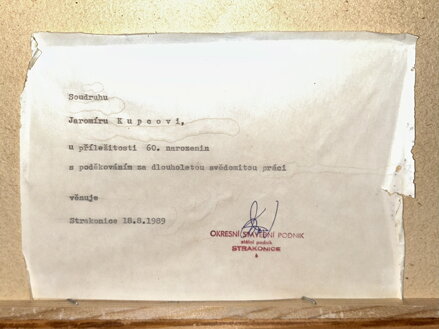 Soudruhu
Jaromíru K u p c o v i,
u příležitosti 60. narozenin
s poděkováním za dlouholetou svědomitou práci
věnuje
Strakonice 18.8.1989
OKRESNÍ STAVEBNÍ PODNIK
státní podnik
STRAKONICE